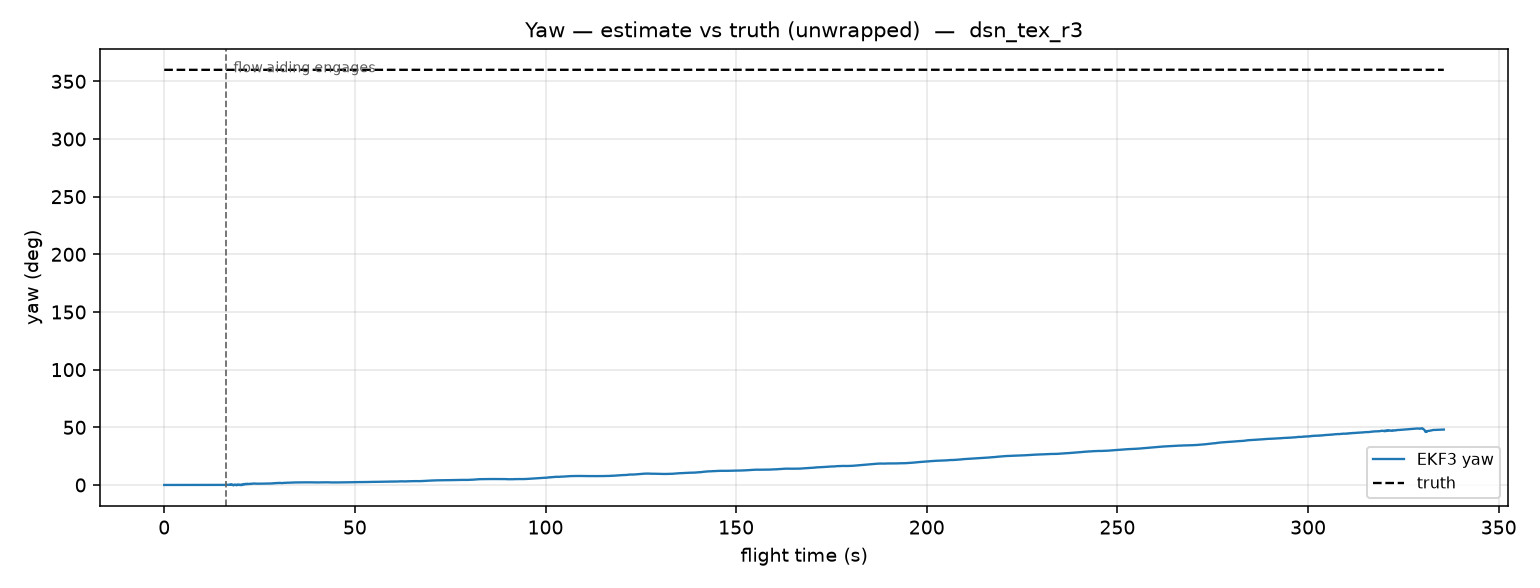 Yaw — estimate vs truth (unwrapped) — dsn_tex_r3
flow aiding engages
yaw (deg)
350
300
250
200
150
100
50
0
0 50 100 150 200 250 300 350
flight time (s)
EKF3 yaw
truth